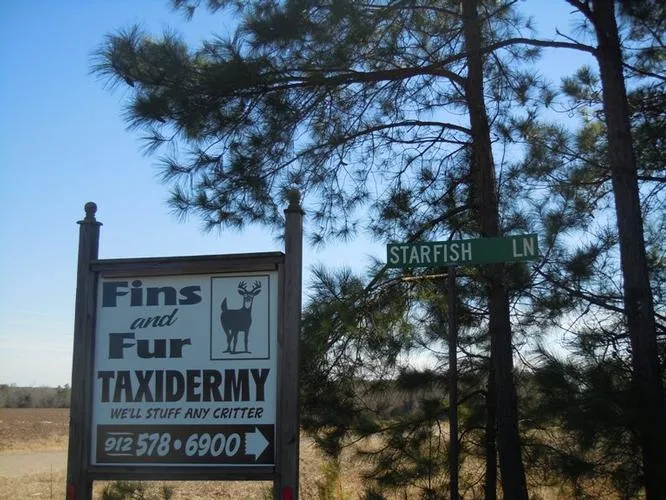 Fins
and
Fur
TAXIDERMY
WE'LL STUFF ANY CRITTER
912 578•6900
STARFISH LN